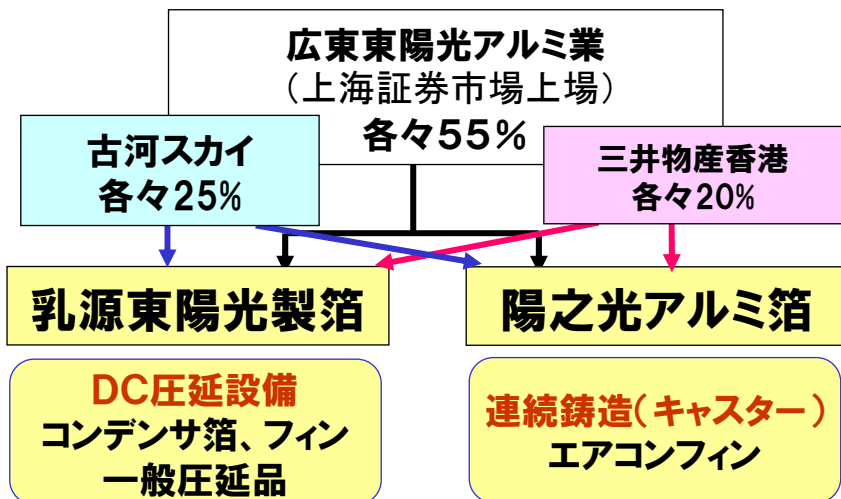 広東東陽光アルミ業
（上海証券市場上場）
各々55％
古河スカイ
各々25%
三井物産香港
各々20%
乳源東陽光製箔
陽之光アルミ箔
DC圧延設備
コンデンサ箔、フィン
一般圧延品
連続鋳造（キャスター）
エアコンフィン